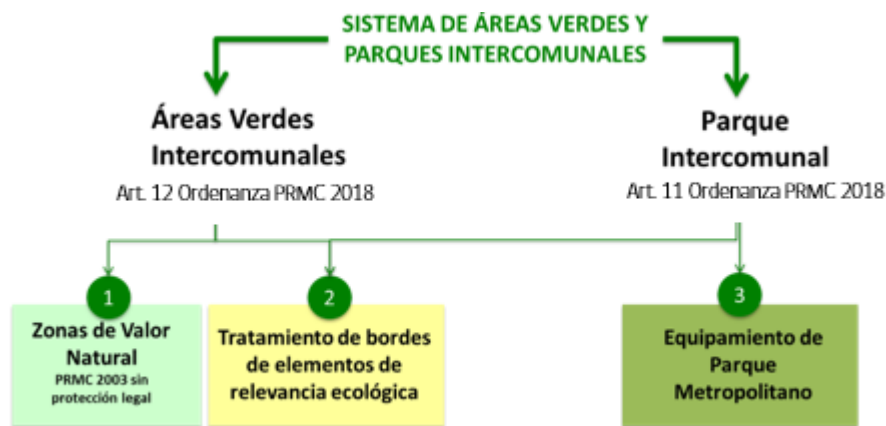 SISTEMA DE ÁREAS VERDES Y
PARQUES INTERCOMUNALES
Áreas Verdes
Intercomunales
Art. 12 Ordenanza PRMC 2018
Parque
Intercomunal
Art. 11 Ordenanza PRMC 2018
1
Zonas de Valor
Natural
PRMC 2003 sin
protección legal
2
Tratamiento de bordes
de elementos de
relevancia ecológica
3
Equipamiento de
Parque
Metropolitano